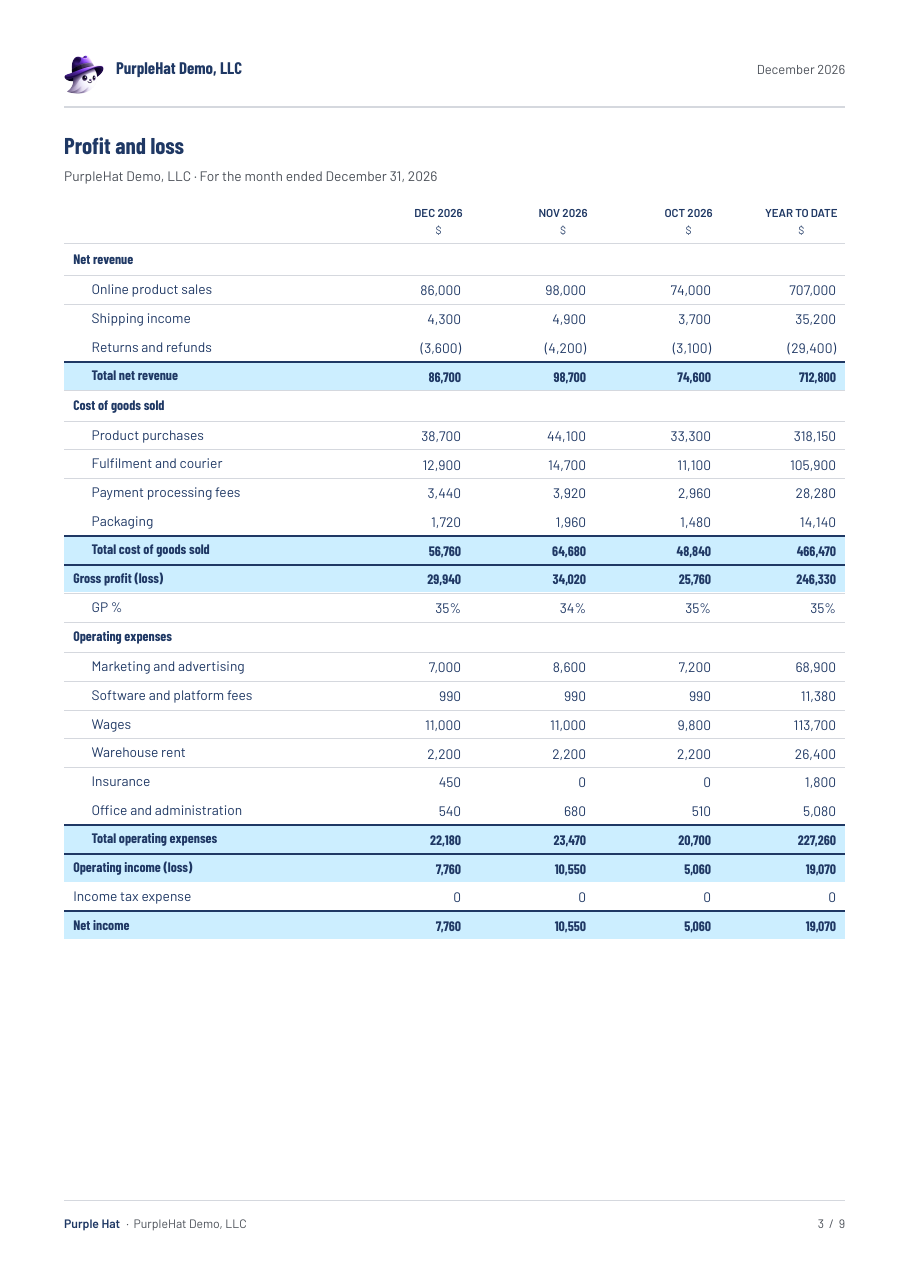 PurpleHat Demo, LLC December 2026
Profit and loss
PurpleHat Demo, LLC · For the month ended December 31, 2026
DEC 2026 NOV 2026 OCT 2026 YEAR TO DATE
$ $ $ $
Net revenue
Online product sales 86,000 98,000 74,000 707,000
Shipping income 4,300 4,900 3,700 35,200
Returns and refunds (3,600) (4,200) (3,100) (29,400)
Total net revenue 86,700 98,700 74,600 712,800
Cost of goods sold
Product purchases 38,700 44,100 33,300 318,150
Fulfilment and courier 12,900 14,700 11,100 105,900
Payment processing fees 3,440 3,920 2,960 28,280
Packaging 1,720 1,960 1,480 14,140
Total cost of goods sold 56,760 64,680 48,840 466,470
Gross profit (loss) 29,940 34,020 25,760 246,330
GP % 35% 34% 35% 35%
Operating expenses
Marketing and advertising 7,000 8,600 7,200 68,900
Software and platform fees 990 990 990 11,380
Wages 11,000 11,000 9,800 113,700
Warehouse rent 2,200 2,200 2,200 26,400
Insurance 450 0 0 1,800
Office and administration 540 680 510 5,080
Total operating expenses 22,180 23,470 20,700 227,260
Operating income (loss) 7,760 10,550 5,060 19,070
Income tax expense 0 0 0 0
Net income 7,760 10,550 5,060 19,070
Purple Hat · PurpleHat Demo, LLC 3 / 9